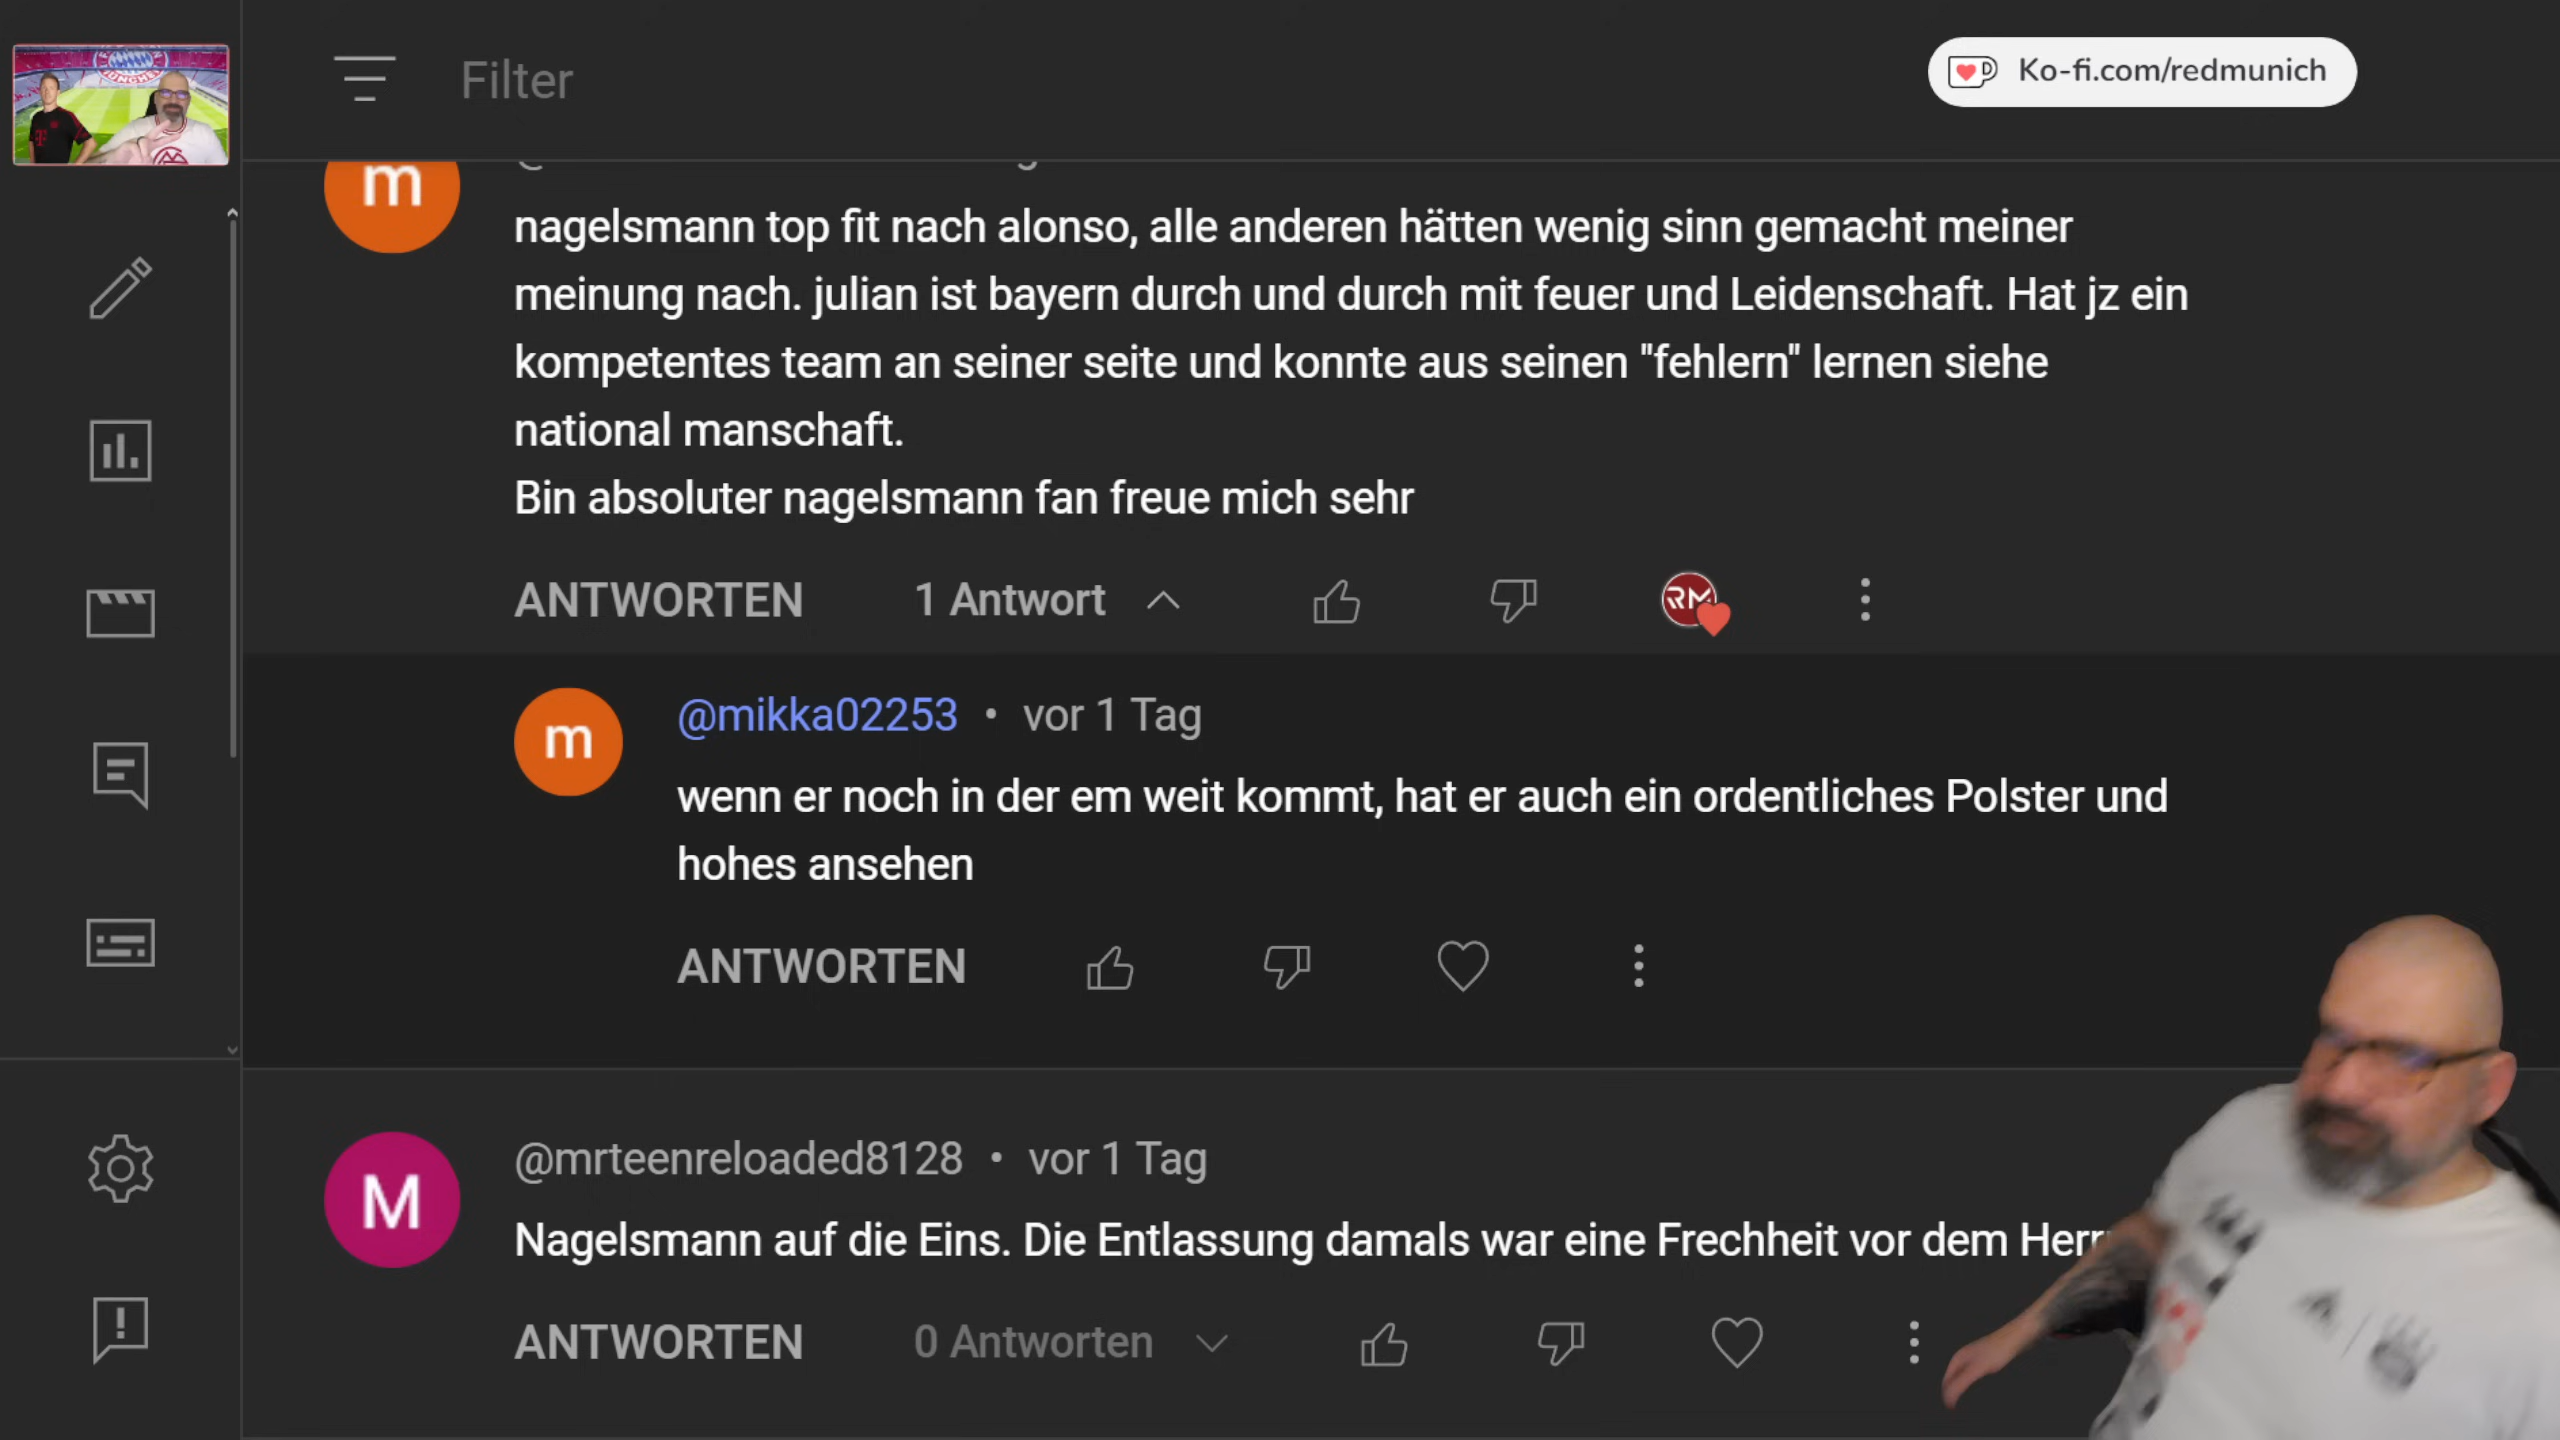 Filter
Ko-fi.com/redmunich
m
nagelsmann top fit nach alonso, alle anderen hätten wenig sinn gemacht meiner
meinung nach. julian ist bayern durch und durch mit feuer und Leidenschaft. Hat jz ein
kompetentes team an seiner seite und konnte aus seinen "fehlern" lernen siehe
national manschaft.
Bin absoluter nagelsmann fan freue mich sehr
ANTWORTEN 1 Antwort RM
m
@mikka02253 • vor 1 Tag
wenn er noch in der em weit kommt, hat er auch ein ordentliches Polster und
hohes ansehen
ANTWORTEN
M
@mrteenreloaded8128 • vor 1 Tag
Nagelsmann auf die Eins. Die Entlassung damals war eine Frechheit vor dem
ANTWORTEN 0 Antworten